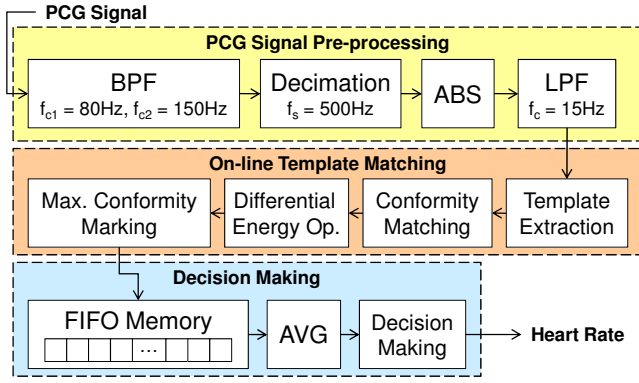 PCG Signal
PCG Signal Pre-processing
BPF
fc1 = 80Hz, fc2 = 150Hz
Decimation
fs = 500Hz
ABS
LPF
fc = 15Hz
On-line Template Matching
Max. Conformity
Marking
Differential
Energy Op.
Conformity
Matching
Template
Extraction
Decision Making
FIFO Memory
...
AVG
Decision
Making
Heart Rate